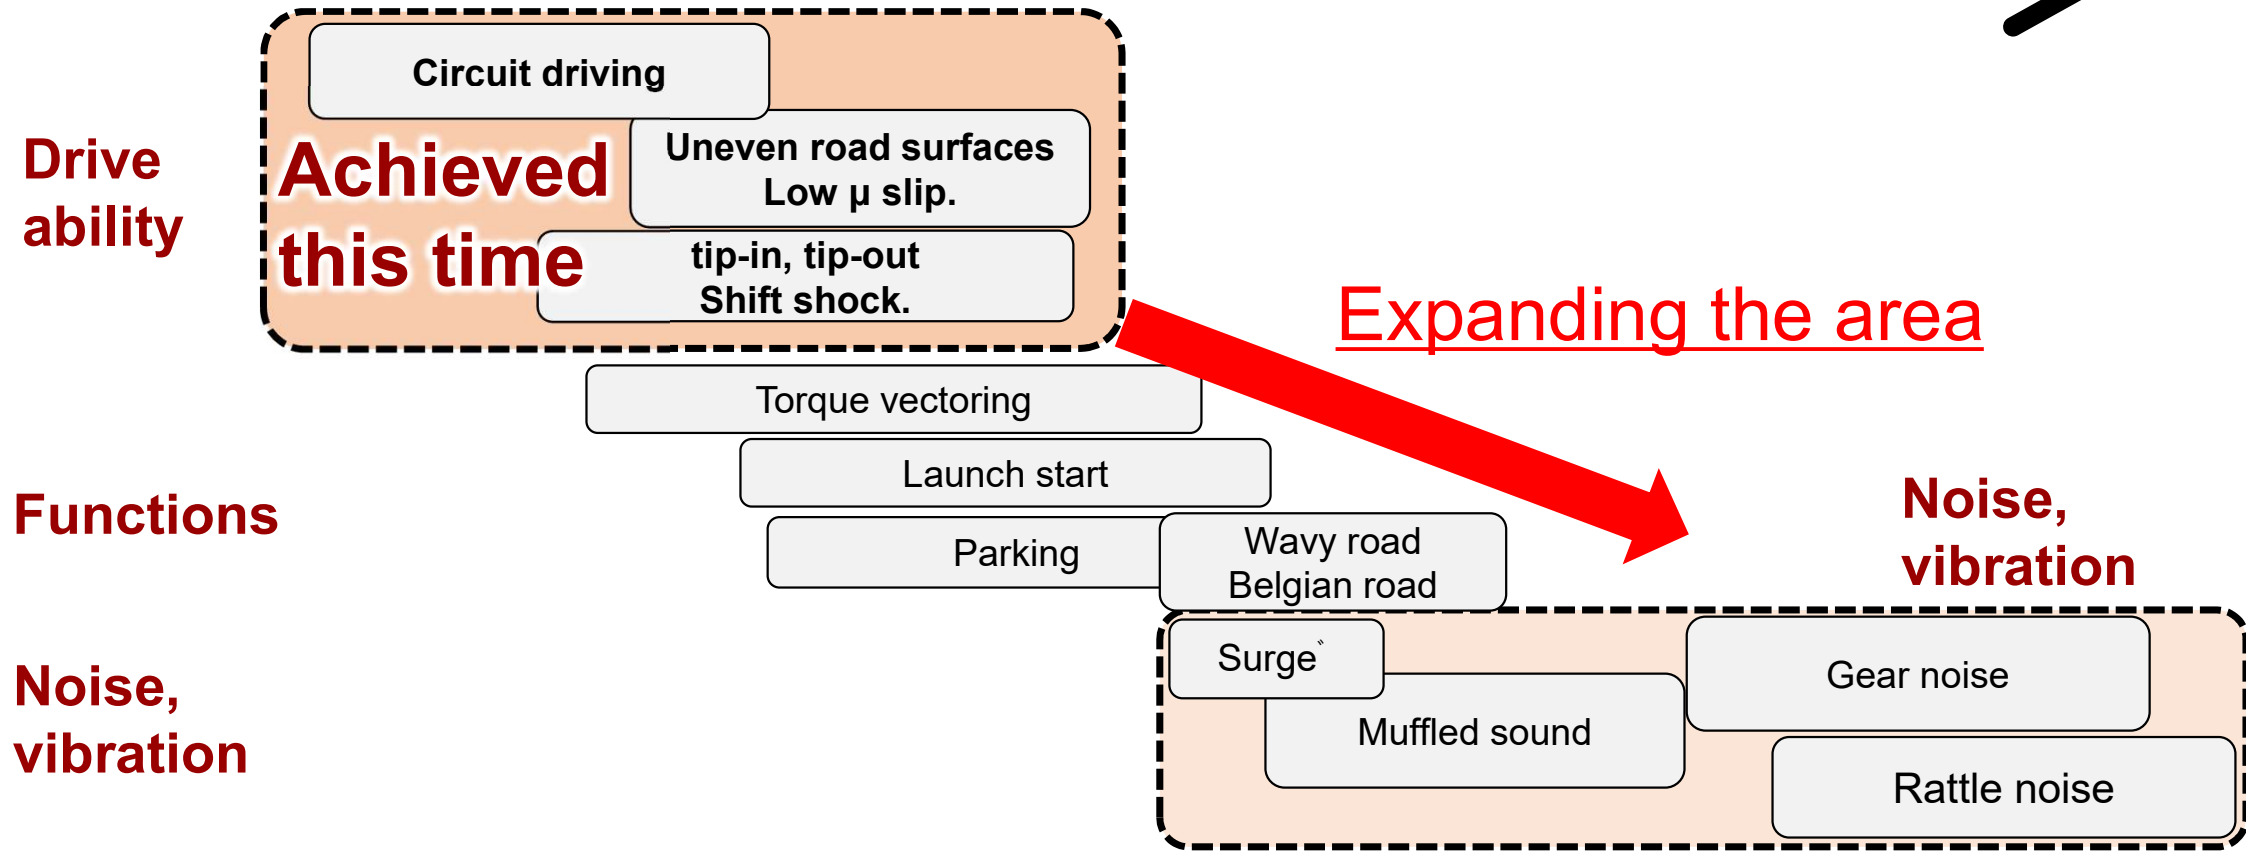 Circuit driving
Drive
ability
Achieved
this time
Uneven road surfaces
Low μ slip.
tip-in, tip-out
Shift shock.
Expanding the area
Torque vectoring
Launch start
Functions
Parking
Wavy road
Belgian road
Noise,
vibration
Noise,
vibration
Surge゛
Muffled sound
Gear noise
Rattle noise